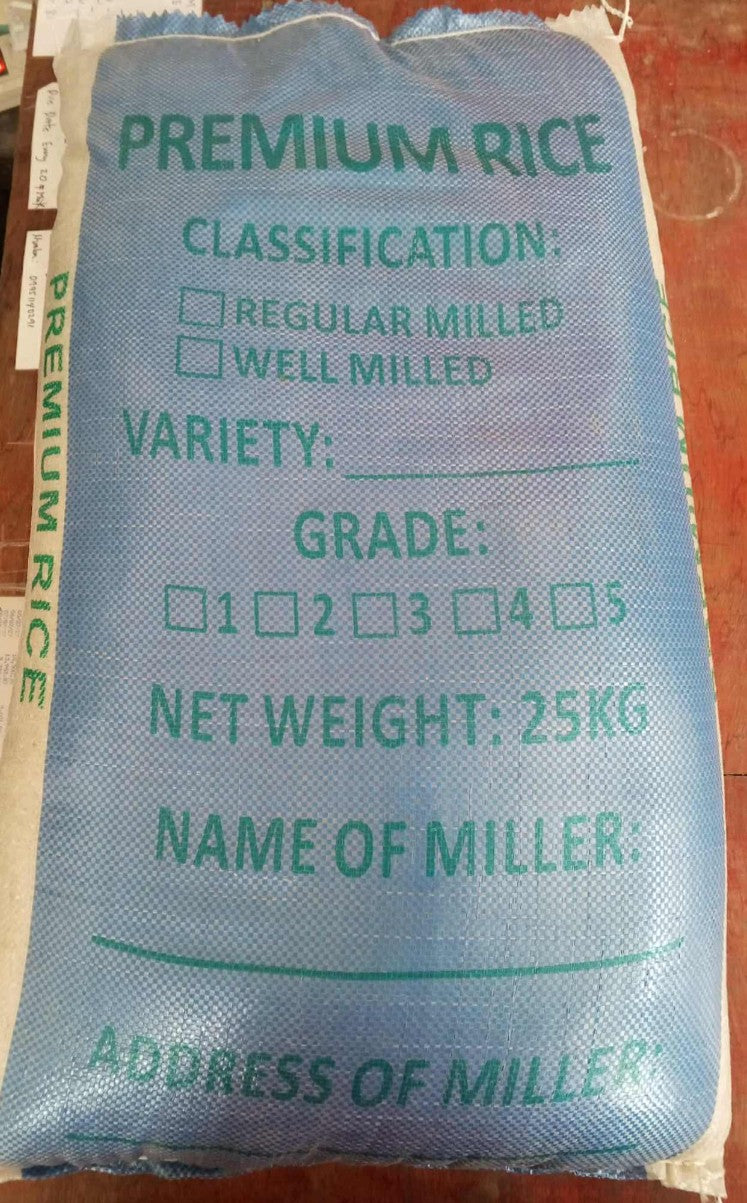 PREMIUM RICE
CLASSIFICATION:
REGULAR MILLED
WELL MILLED
VARIETY:
GRADE:
1 2 3 4 5
NET WEIGHT: 25KG
NAME OF MILLER:
ADDRESS OF MILLER:
PREMIUM RICE